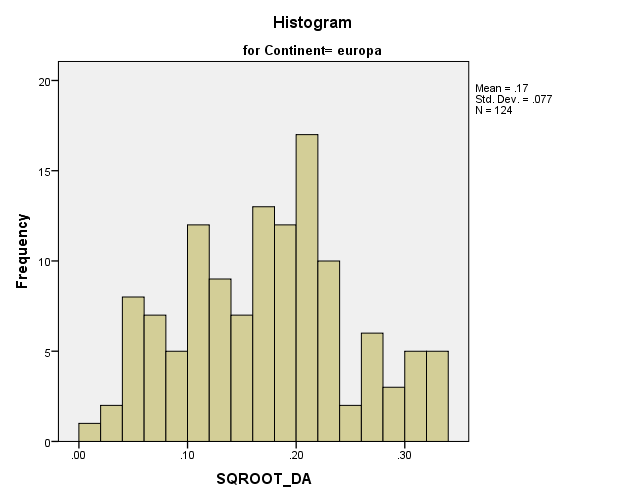 Histogram
for Continent= europa
Mean = .17
Std. Dev. = .077
N = 124
20
15
10
5
0
Frequency
.00 .10 .20 .30
SQROOT_DA